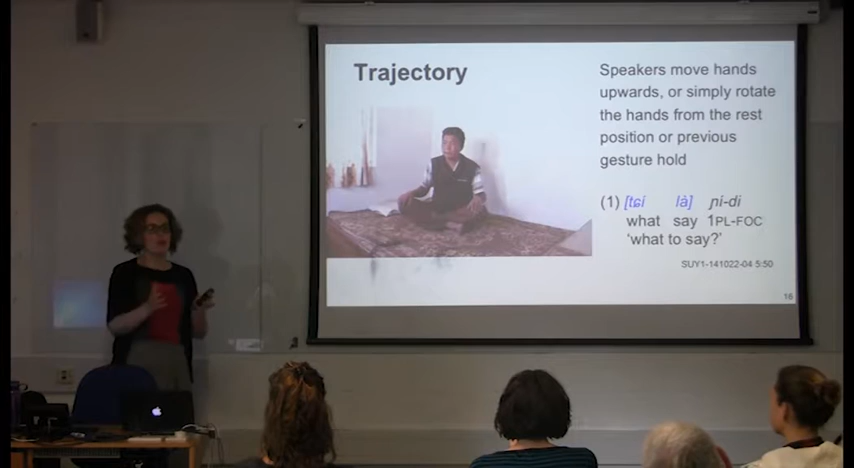 Trajectory
Speakers move hands
upwards, or simply rotate
the hands from the rest
position or previous
gesture hold
(1) [tɕi là] ɲi-di
what say 1PL-FOC
'what to say?'
SUY1-141022-04 5:50
16